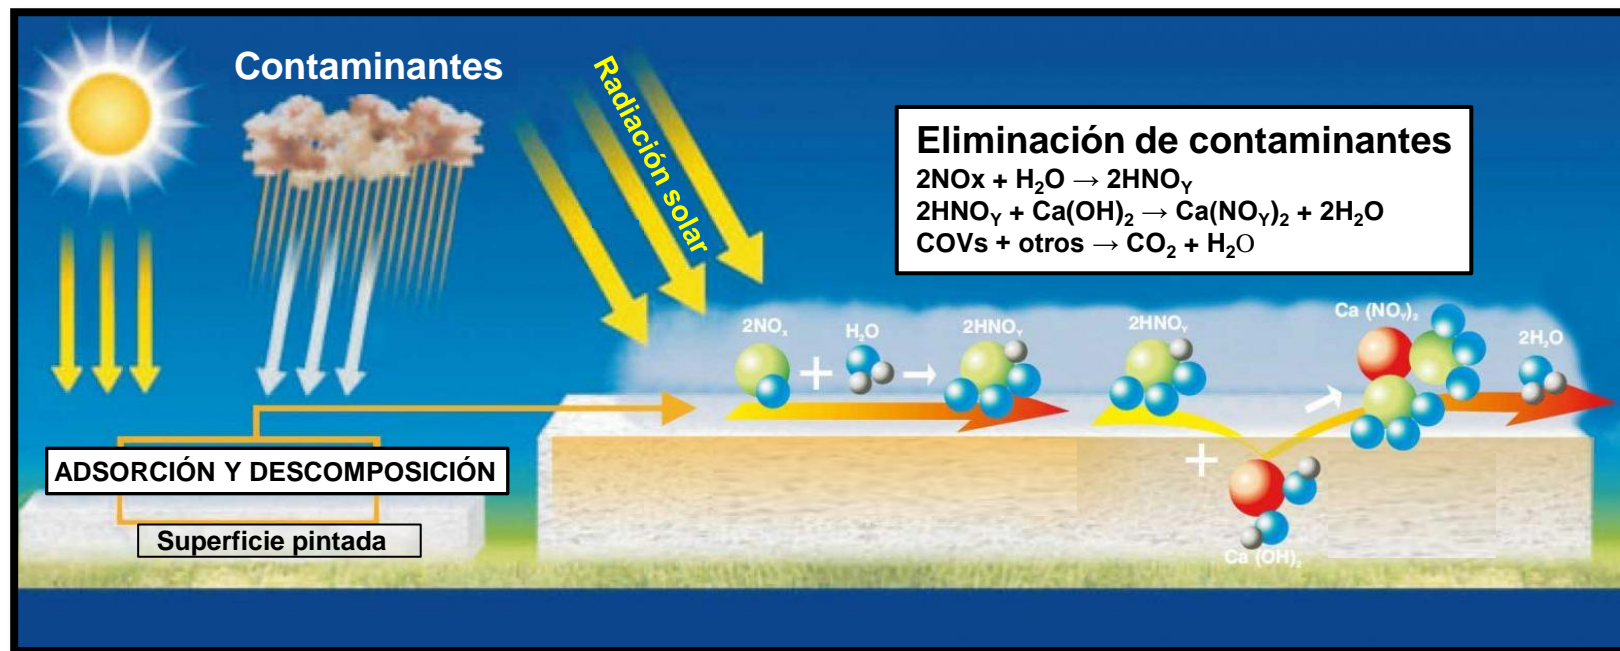 Contaminantes
Radiación solar
Eliminación de contaminantes
2NOx + H₂O → 2HNOY
2HNOY + Ca(OH)₂ → Ca(NOY)₂ + 2H₂O
COVs + otros → CO₂ + H₂O
2NOₓ
H₂O
2HNOY
2HNOY
Ca (NOY)₂
2H₂O
+
→
+
Ca (OH)₂
ADSORCIÓN Y DESCOMPOSICIÓN
Superficie pintada